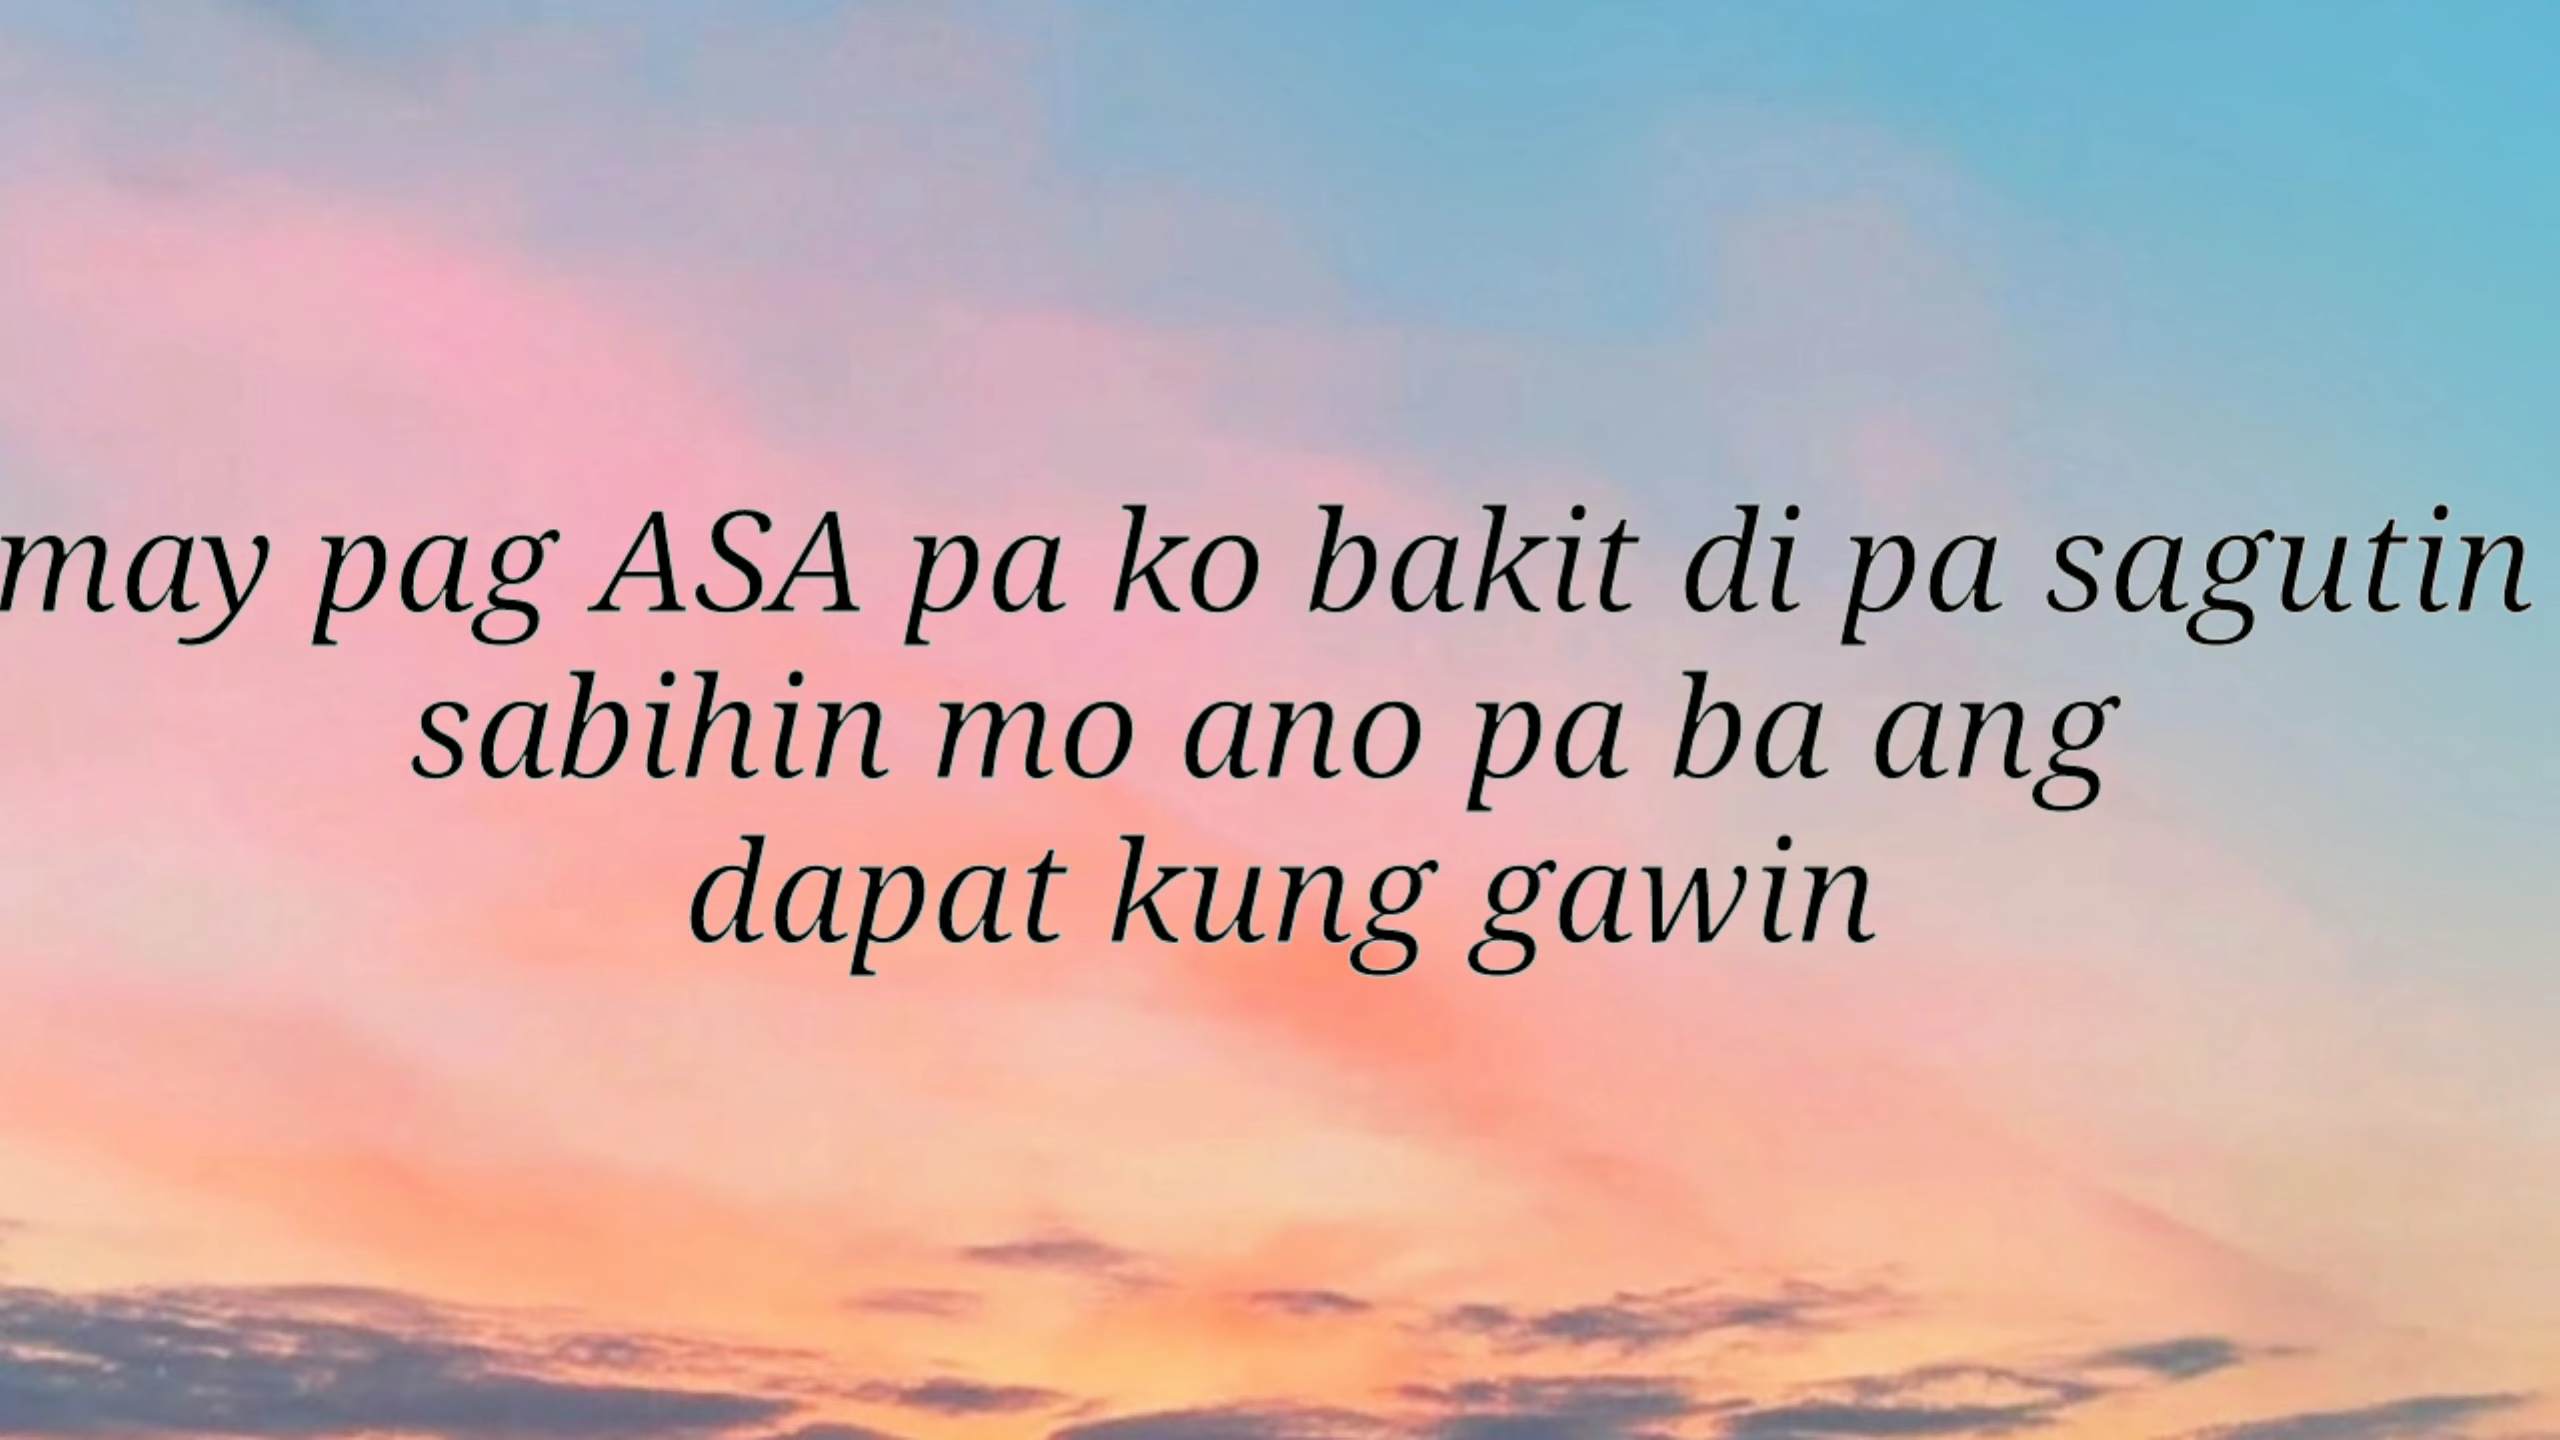 may pag ASA pa ko bakit di pa sagutin
sabihin mo ano pa ba ang
dapat kung gawin